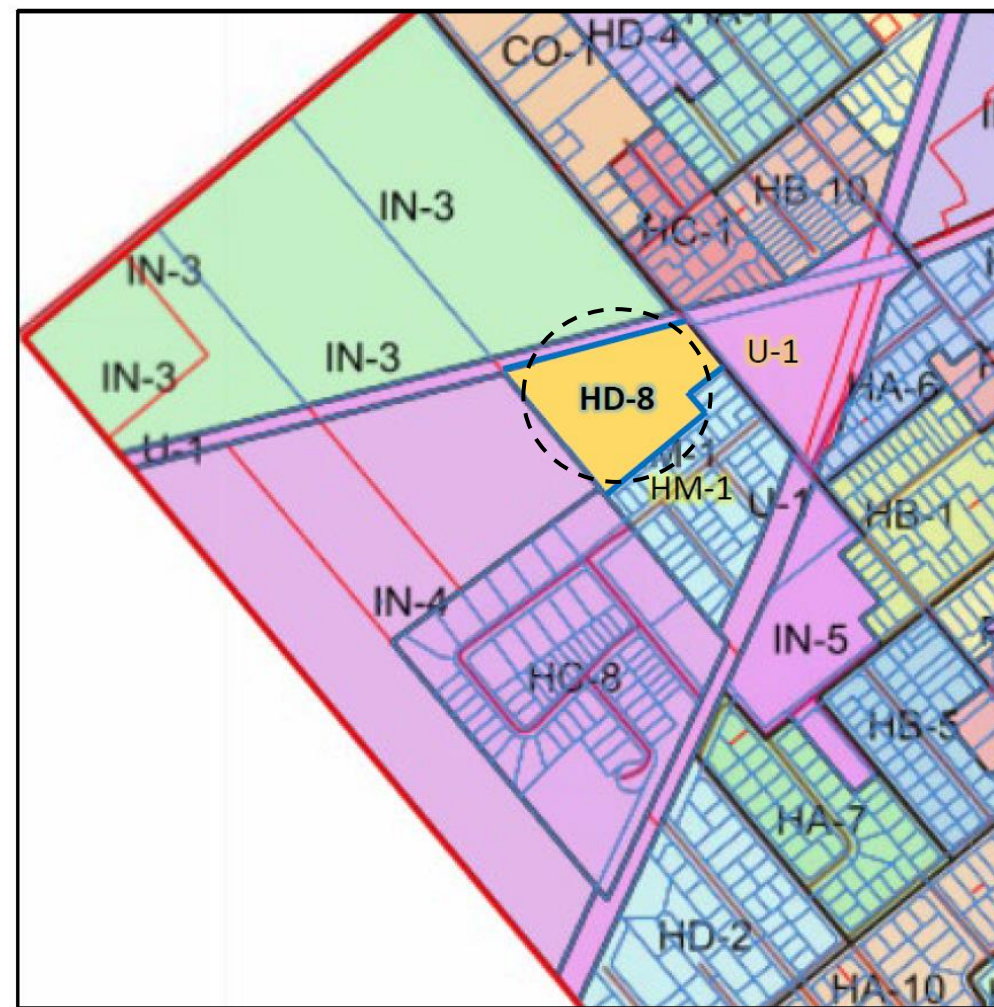 HD-4
CO-1
IN-3
HB-10
HC-1
IN-3
IN-3
IN-3
U-1
HA-6
HD-8
U-1
HM-1
U-1
HB-1
IN-4
IN-5
HC-8
HB-5
HA-7
HD-2
HA-10